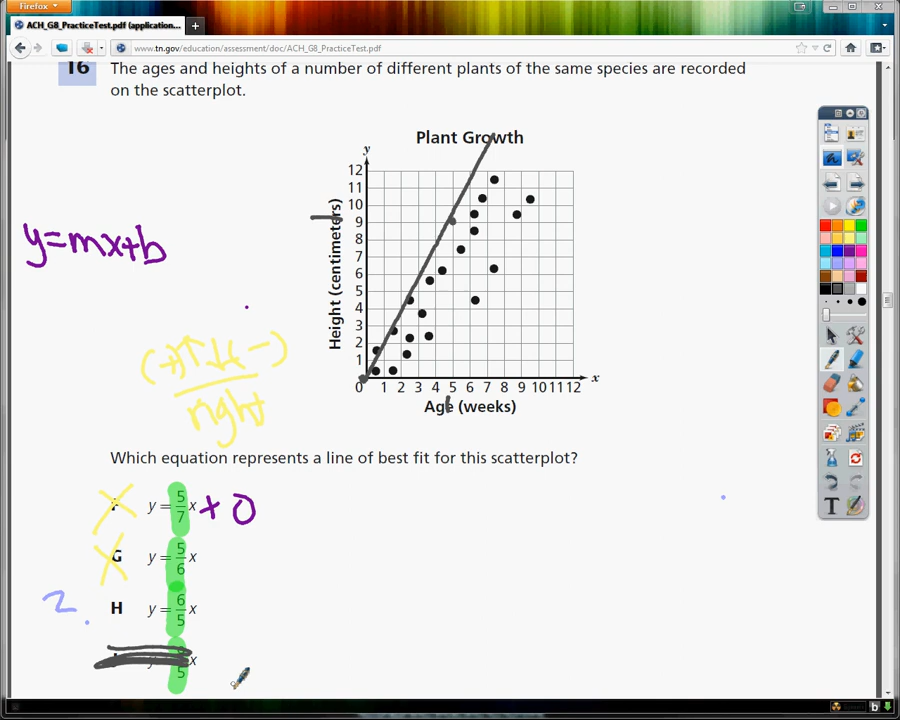 Firefox
ACH_G8_PracticeTest.pdf (application...
www.tn.gov/education/assessment/doc/ACH_G8_PracticeTest.pdf
16 The ages and heights of a number of different plants of the same species are recorded
on the scatterplot.
Plant Growth
y
12
11
10
9
8
7
6
5
4
3
2
1
0 1 2 3 4 5 6 7 8 9 10 11 12 x
Height (centimeters)
Age (weeks)
y=mx+b
(+)↑↓(-)
right
Which equation represents a line of best fit for this scatterplot?
y = 5/7 x + 0
G y = 5/6 x
2. H y = 6/5 x
5 x
T